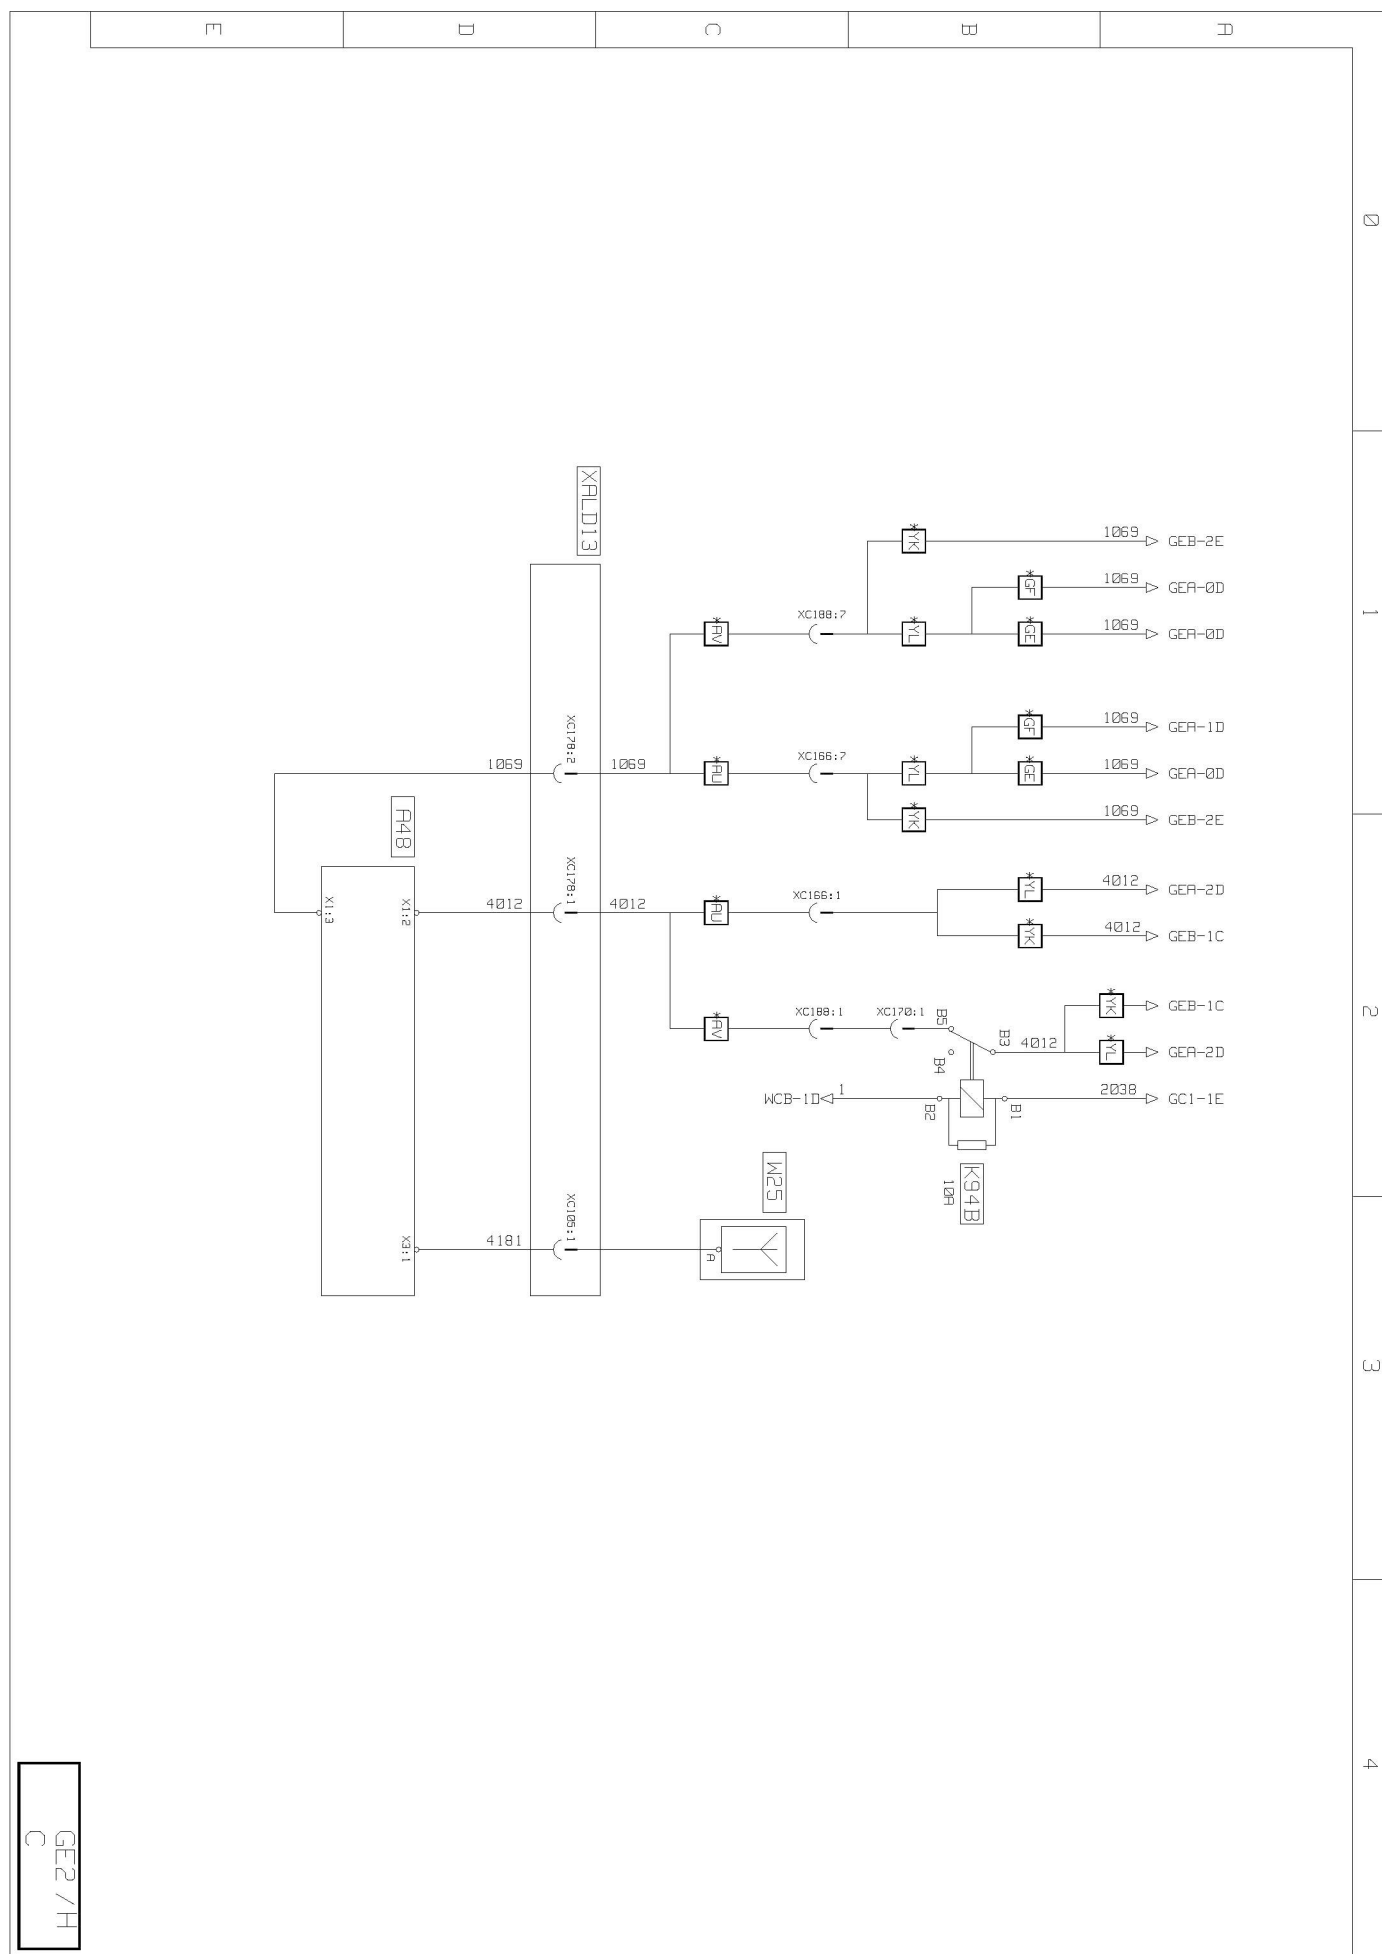 E D C B A
0
1
2
3
4
XALD13
*YK
1069
GEB-2E
*GF
1069
GEA-0D
*AV
XC188:7
*YL
*GE
1069
GEA-0D
*GF
1069
GEA-1D
1069
XC178:2
1069
*AU
XC166:7
*YL
*GE
1069
GEA-0D
*YK
1069
GEB-2E
A48
X1:3
X1:2
4012
XC178:1
4012
*AU
XC166:1
*YL
4012
GEA-2D
*YK
4012
GEB-1C
*AV
XC188:1
XC170:1
B5
B4
B3
4012
*YK
GEB-1C
*YL
GEA-2D
WCB-1D
1
B2
B1
2038
GC1-1E
K94B
10A
W25
A
X3:1
4181
XC105:1
GE2 /H
C